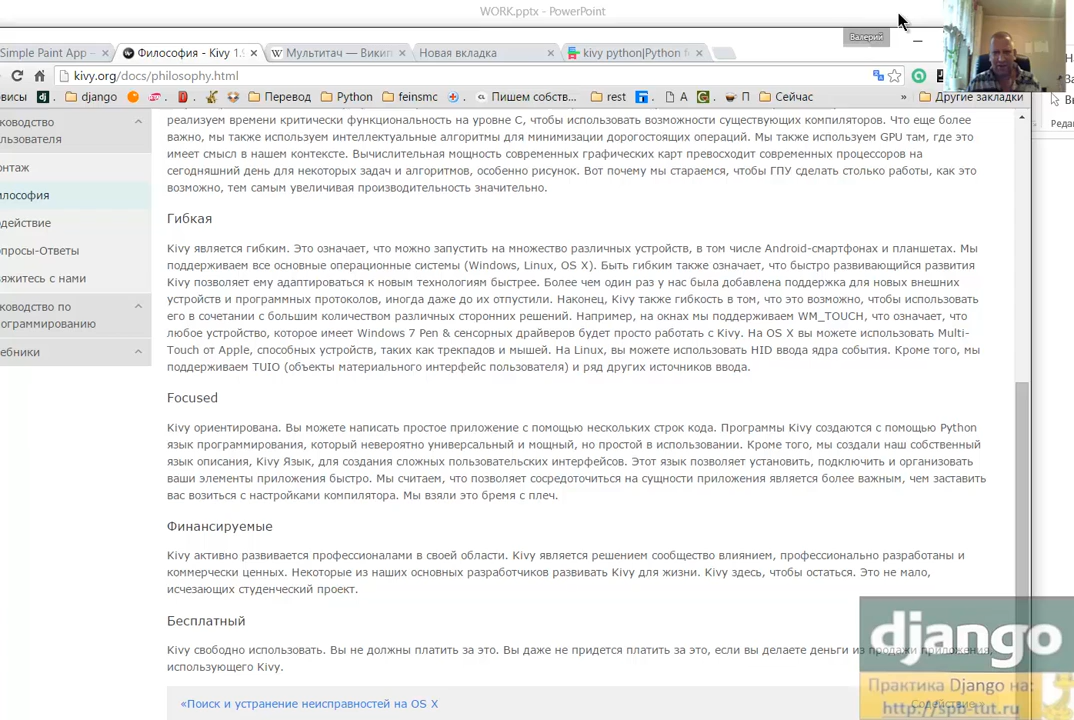 WORK.pptx - PowerPoint
Валерий
Simple Paint App -
Философия - Kivy 1.9
Мультитач — Викип
Новая вкладка
kivy python|Python
kivy.org/docs/philosophy.html
висы
django
Перевод
Python
feinsmc
Пишем собств...
rest
А
П
Сейчас
»
Другие закладки
Редак
ководство
льзователя
онтаж
илософия
действие
опросы-Ответы
яжитесь с нами
ководство по
ограммированию
ебники
реализуем времени критически функциональность на уровне C, чтобы использовать возможности существующих компиляторов. Что еще более
важно, мы также используем интеллектуальные алгоритмы для минимизации дорогостоящих операций. Мы также используем GPU там, где это
имеет смысл в нашем контексте. Вычислительная мощность современных графических карт превосходит современных процессоров на
сегодняшний день для некоторых задач и алгоритмов, особенно рисунок. Вот почему мы стараемся, чтобы ГПУ сделать столько работы, как это
возможно, тем самым увеличивая производительность значительно.
Гибкая
Kivy является гибким. Это означает, что можно запустить на множество различных устройств, в том числе Android-смартфонах и планшетах. Мы
поддерживаем все основные операционные системы (Windows, Linux, OS X). Быть гибким также означает, что быстро развивающийся развития
Kivy позволяет ему адаптироваться к новым технологиям быстрее. Более чем один раз у нас была добавлена поддержка для новых внешних
устройств и программных протоколов, иногда даже до их отпустили. Наконец, Kivy также гибкость в том, что это возможно, чтобы использовать
его в сочетании с большим количеством различных сторонних решений. Например, на окнах мы поддерживаем WM_TOUCH, что означает, что
любое устройство, которое имеет Windows 7 Pen & сенсорных драйверов будет просто работать с Kivy. На OS X вы можете использовать Multi-
Touch от Apple, способных устройств, таких как трекпадов и мышей. На Linux, вы можете использовать HID ввода ядра события. Кроме того, мы
поддерживаем TUIO (объекты материального интерфейс пользователя) и ряд других источников ввода.
Focused
Kivy ориентирована. Вы можете написать простое приложение с помощью нескольких строк кода. Программы Kivy создаются с помощью Python
язык программирования, который невероятно универсальный и мощный, но простой в использовании. Кроме того, мы создали наш собственный
язык описания, Kivy Язык, для создания сложных пользовательских интерфейсов. Этот язык позволяет установить, подключить и организовать
ваши элементы приложения быстро. Мы считаем, что позволяет сосредоточиться на сущности приложения является более важным, чем заставить
вас возиться с настройками компилятора. Мы взяли это бремя с плеч.
Финансируемые
Kivy активно развивается профессионалами в своей области. Kivy является решением сообщество влиянием, профессионально разработаны и
коммерчески ценных. Некоторые из наших основных разработчиков развивать Kivy для жизни. Kivy здесь, чтобы остаться. Это не мало,
исчезающих студенческий проект.
Бесплатный
Kivy свободно использовать. Вы не должны платить за это. Вы даже не придется платить за это, если вы делаете деньги из продажи приложения,
использующего Kivy.
«Поиск и устранение неисправностей на OS X
Содействие
django
Практика Django на:
http://spb-tut.ru